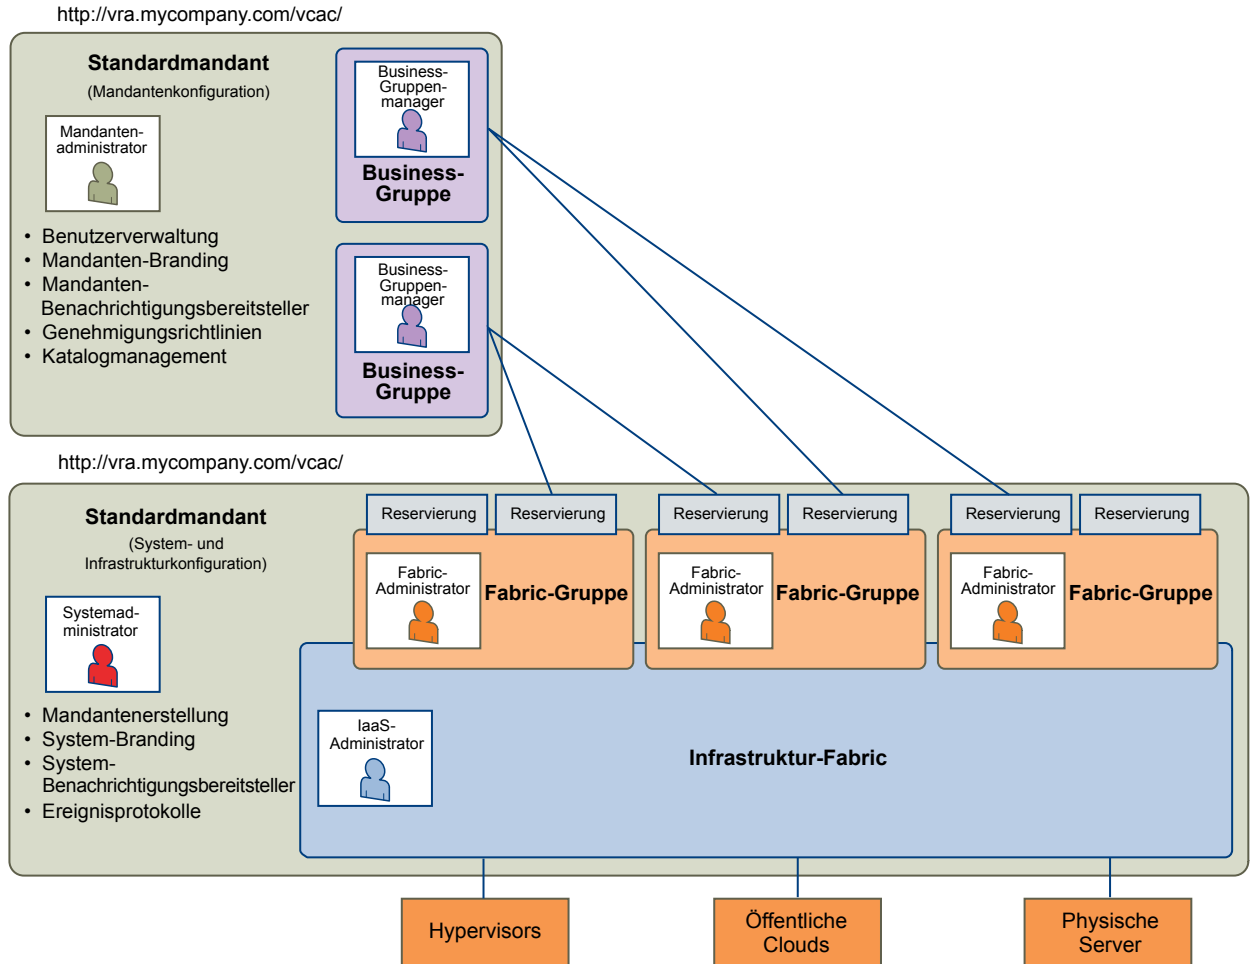 http://vra.mycompany.com/vcac/
Standardmandant
(Mandantenkonfiguration)
Mandanten-
administrator
• Benutzerverwaltung
• Mandanten-Branding
• Mandanten-
Benachrichtigungsbereitsteller
• Genehmigungsrichtlinien
• Katalogmanagement
Business-
Gruppen-
manager
Business-
Gruppe
Business-
Gruppen-
manager
Business-
Gruppe
http://vra.mycompany.com/vcac/
Standardmandant
(System- und
Infrastrukturkonfiguration)
Systemad-
ministrator
• Mandantenerstellung
• System-Branding
• System-
Benachrichtigungsbereitsteller
• Ereignisprotokolle
Reservierung
Reservierung
Fabric-
Administrator
Fabric-Gruppe
Reservierung
Reservierung
Fabric-
Administrator
Fabric-Gruppe
Reservierung
Reservierung
Fabric-
Administrator
Fabric-Gruppe
IaaS-
Administrator
Infrastruktur-Fabric
Hypervisors
Öffentliche
Clouds
Physische
Server